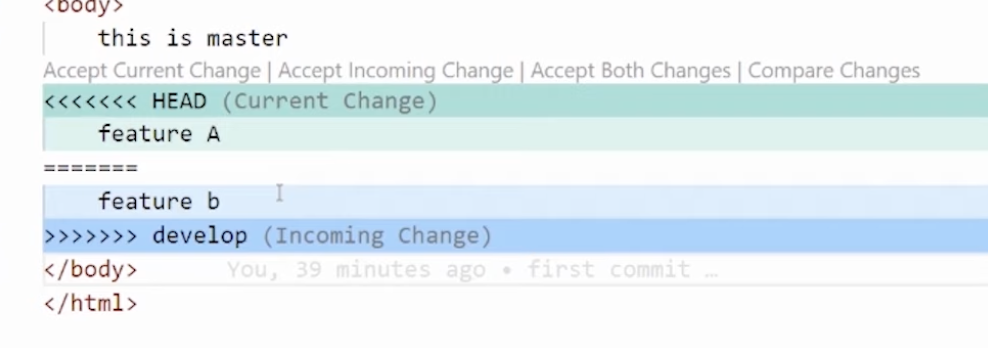 <body>
this is master
Accept Current Change | Accept Incoming Change | Accept Both Changes | Compare Changes
<<<<<<< HEAD (Current Change)
feature A
=======
feature b
>>>>>>> develop (Incoming Change)
</body> You, 39 minutes ago • first commit …
</html>